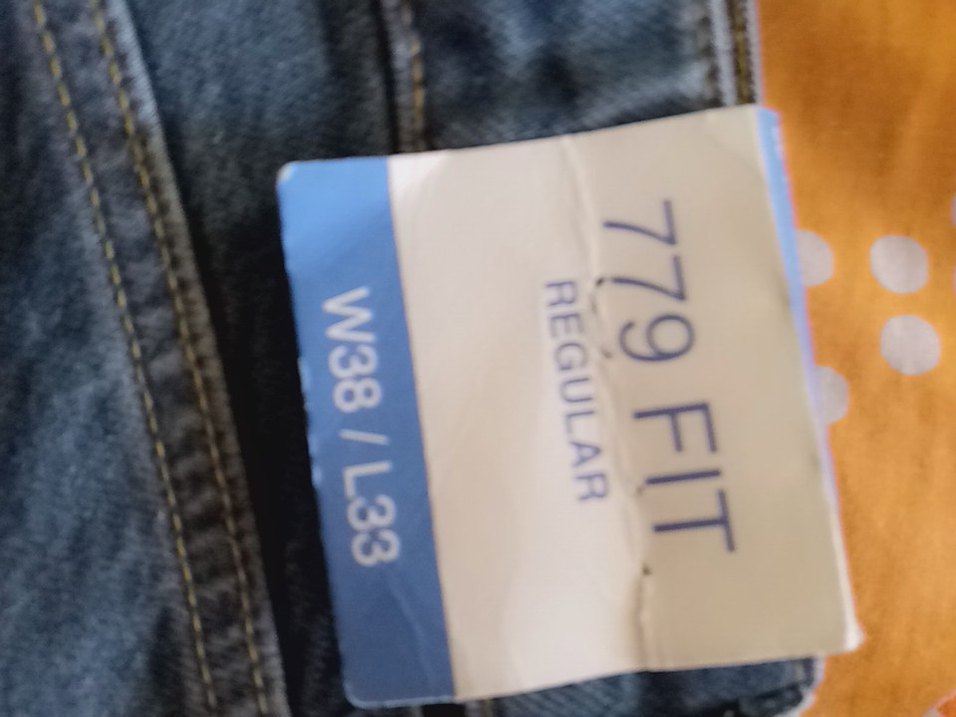 779 FIT
REGULAR
W38 / L33